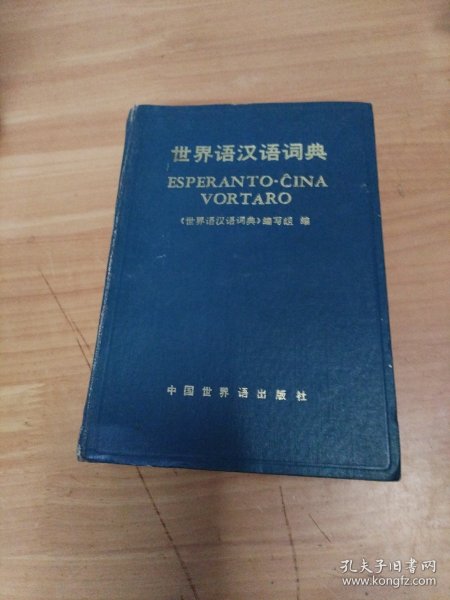 世界语汉语词典
ESPERANTO-ĈINA
VORTARO
《世界语汉语词典》编写组 编
中国世界语出版社
孔夫子旧书网
www.kongfz.com